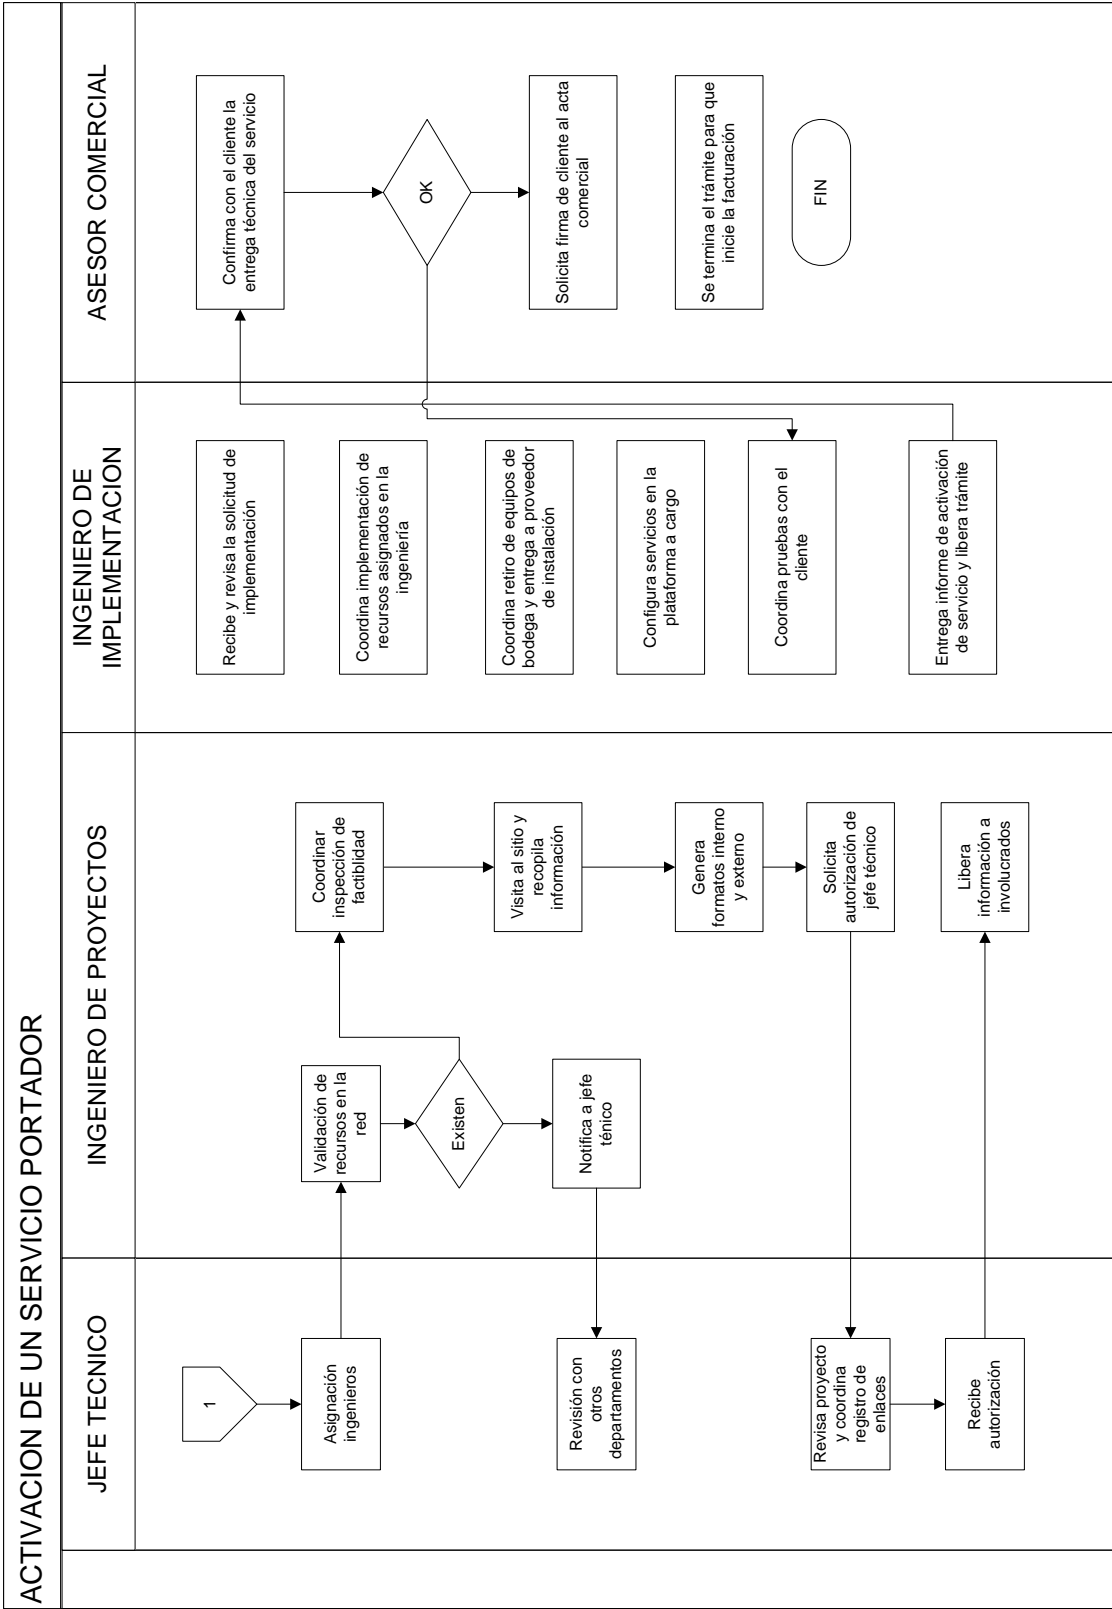 ACTIVACION DE UN SERVICIO PORTADOR
JEFE TECNICO
1
Asignación
ingenieros
Revisión con
otros
departamentos
Revisa proyecto
y coordina
registro de
enlaces
Recibe
autorización
INGENIERO DE PROYECTOS
Validación de
recursos en la
red
Existen
Notifica a jefe
ténico
Coordinar
inspección de
factiblidad
Visita al sitio y
recopila
información
Genera
formatos interno
y externo
Solicita
autorización de
jefe técnico
Libera
información a
involucrados
INGENIERO DE
IMPLEMENTACION
Recibe y revisa la solicitud de
implementación
Coordina implementación de
recursos asignados en la
ingeniería
Coordina retiro de equipos de
bodega y entrega a proveedor
de instalación
Configura servicios en la
plataforma a cargo
Coordina pruebas con el
cliente
Entrega informe de activación
de servicio y libera trámite
ASESOR COMERCIAL
Confirma con el cliente la
entrega técnica del servicio
OK
Solicita firma de cliente al acta
comercial
Se termina el trámite para que
inicie la facturación
FIN